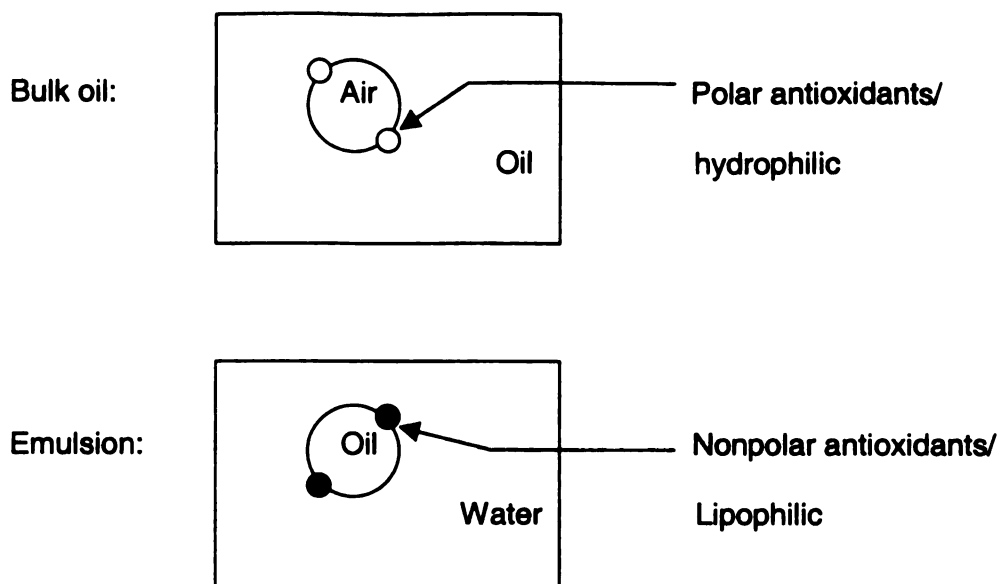 Bulk oil:
Air
Polar antioxidants/
hydrophilic
Oil
Emulsion:
Oil
Nonpolar antioxidants/
Lipophilic
Water